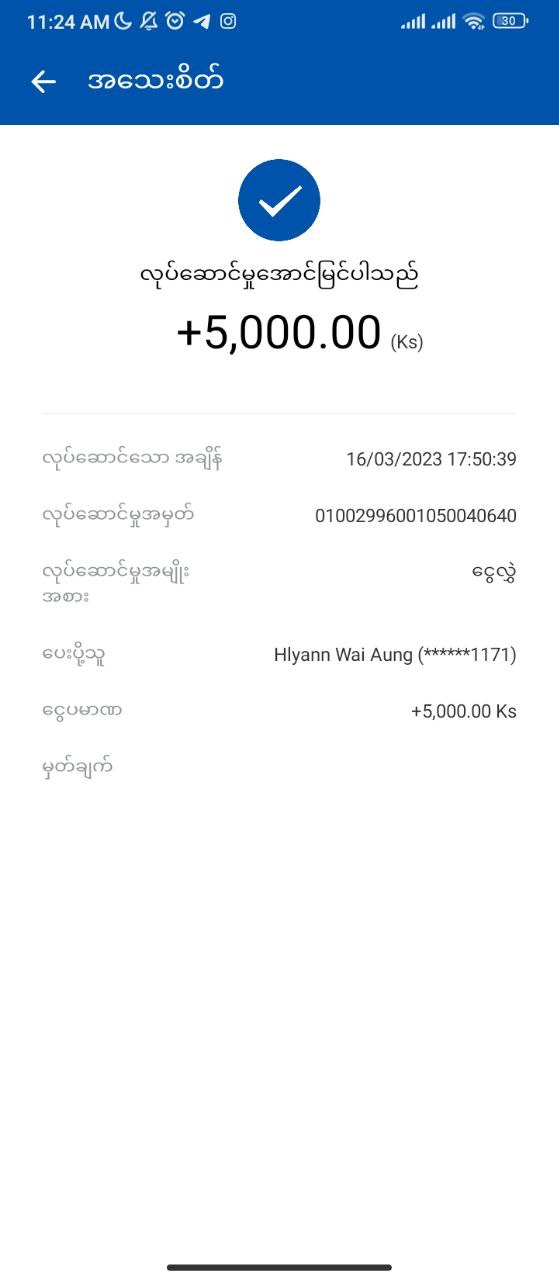 11:24 AM
30
အသေးစိတ်
လုပ်ဆောင်မှုအောင်မြင်ပါသည်
+5,000.00 (Ks)
လုပ်ဆောင်သော အချိန် 16/03/2023 17:50:39
လုပ်ဆောင်မှုအမှတ် 01002996001050040640
လုပ်ဆောင်မှုအမျိုး ငွေလွှဲ
အစား
ပေးပို့သူ Hlyann Wai Aung (******1171)
ငွေပမာဏ +5,000.00 Ks
မှတ်ချက်